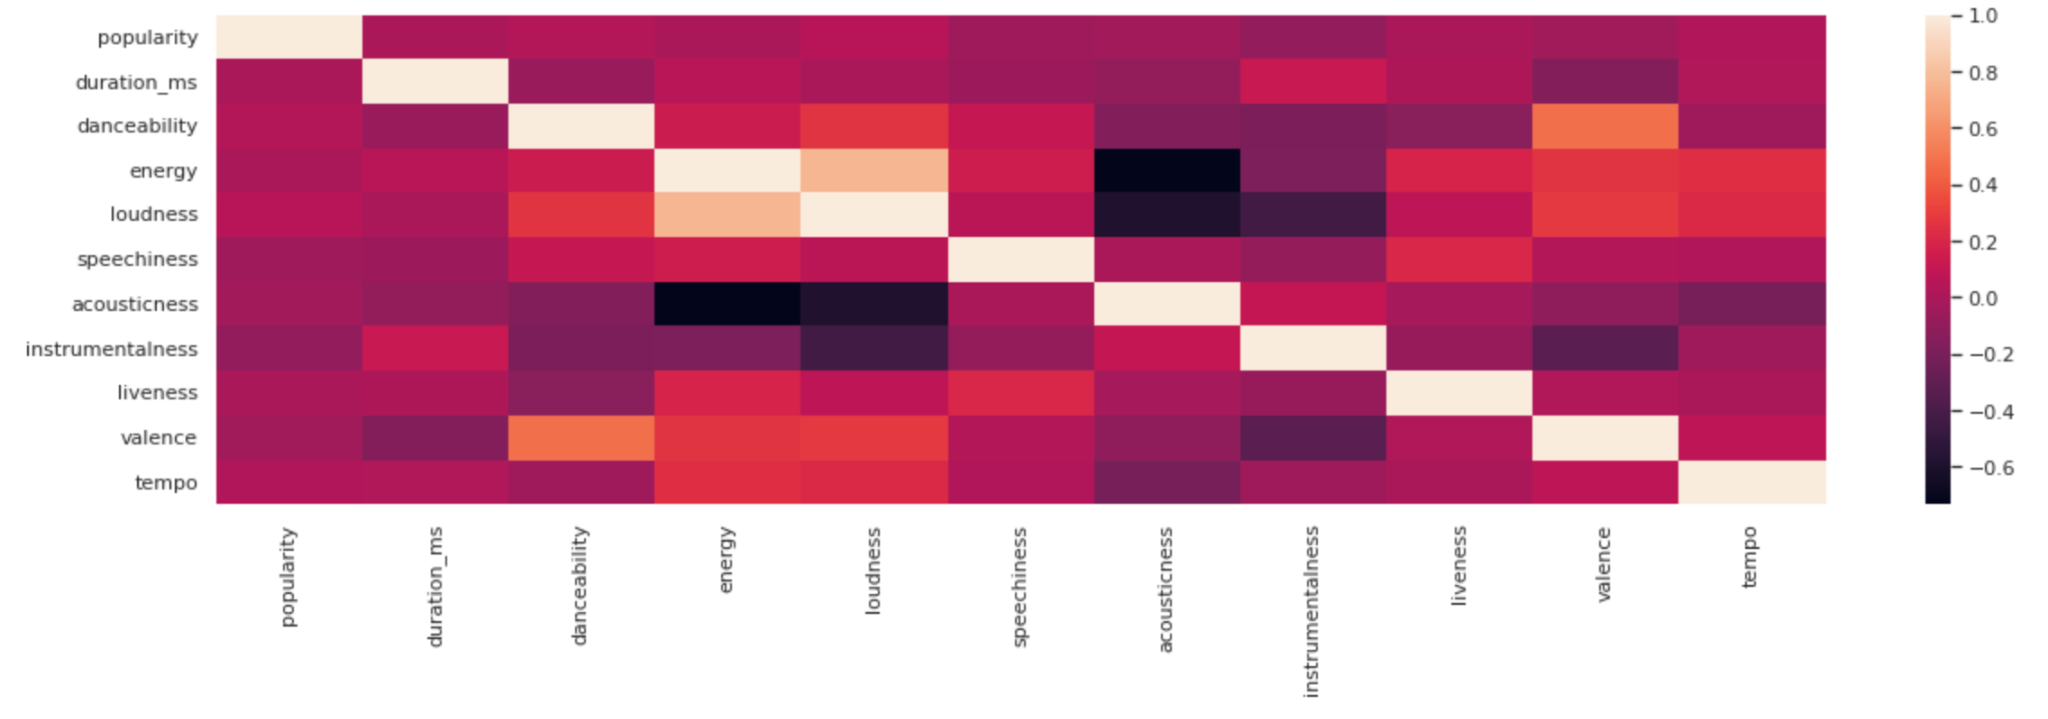 popularity
duration_ms
danceability
energy
loudness
speechiness
acousticness
instrumentalness
liveness
valence
tempo
popularity
duration_ms
danceability
energy
loudness
speechiness
acousticness
instrumentalness
liveness
valence
tempo
1.0
0.8
0.6
0.4
0.2
0.0
−0.2
−0.4
−0.6